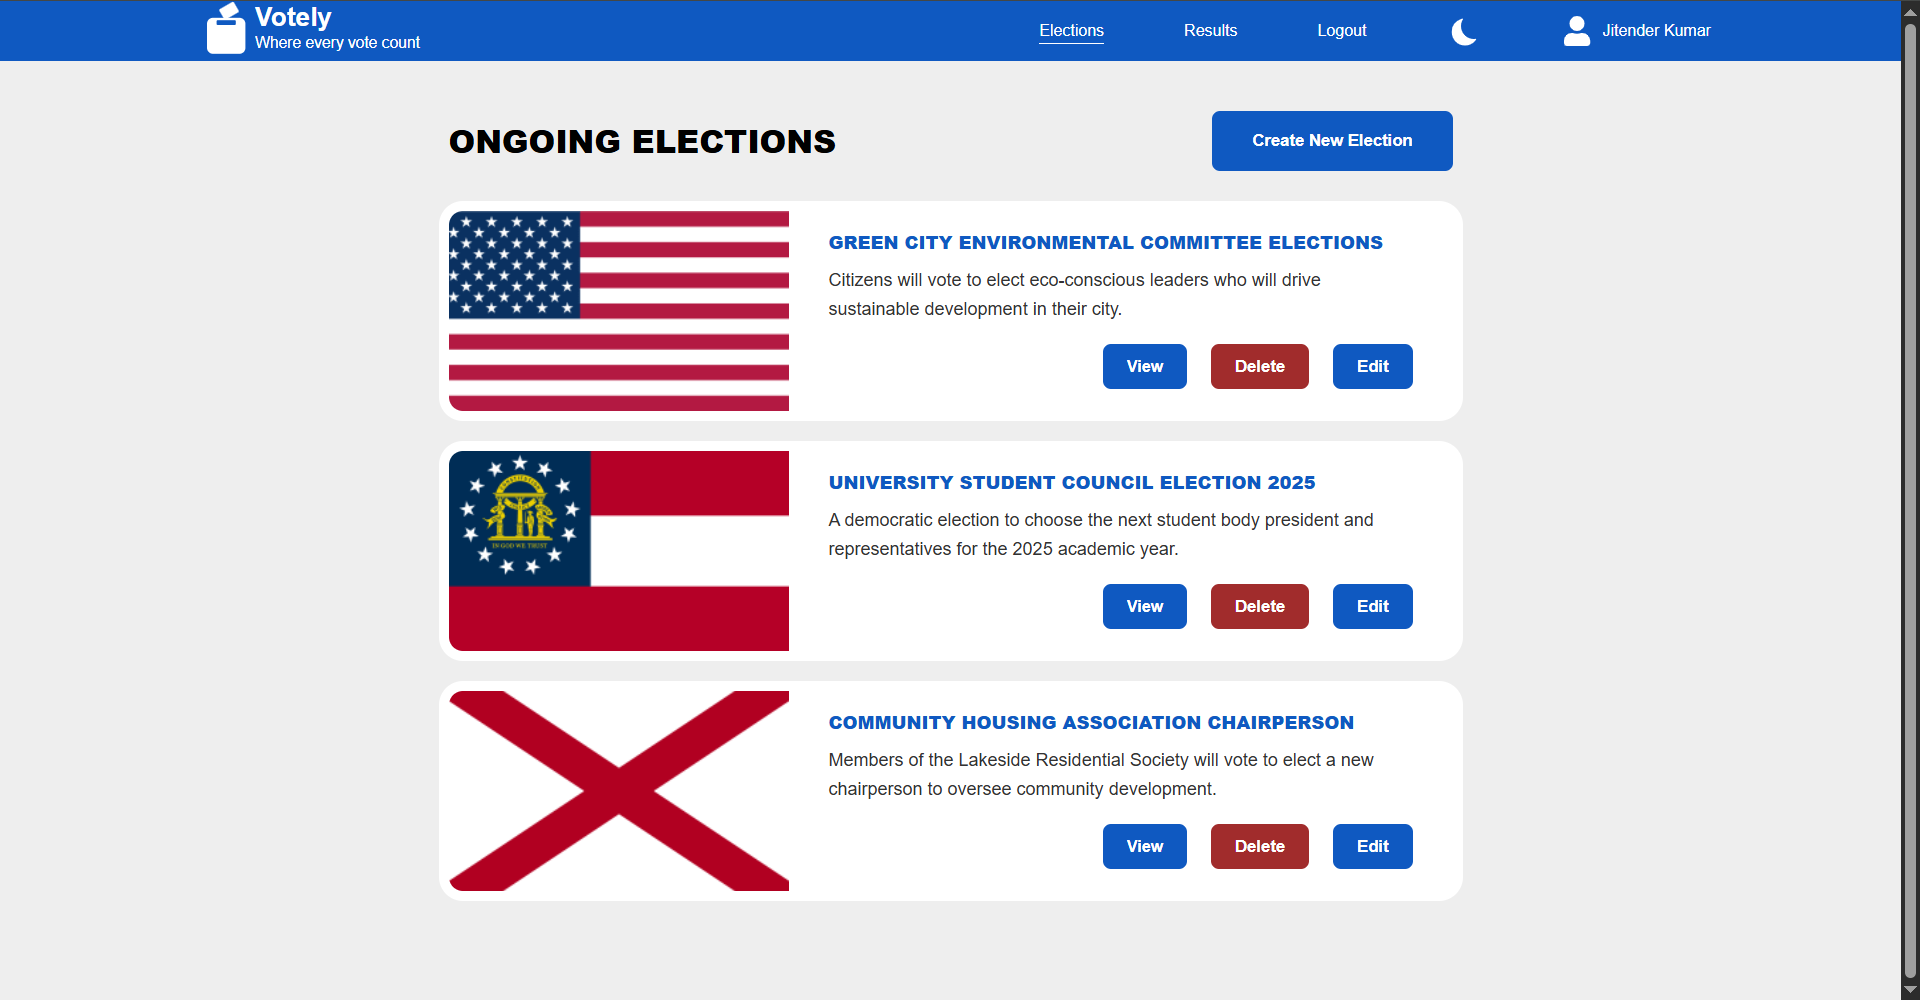 Votely
Where every vote count
Elections
Results
Logout
Jitender Kumar
ONGOING ELECTIONS
Create New Election
GREEN CITY ENVIRONMENTAL COMMITTEE ELECTIONS
Citizens will vote to elect eco-conscious leaders who will drive
sustainable development in their city.
View
Delete
Edit
CONSTITUTION
IN GOD WE TRUST
UNIVERSITY STUDENT COUNCIL ELECTION 2025
A democratic election to choose the next student body president and
representatives for the 2025 academic year.
View
Delete
Edit
COMMUNITY HOUSING ASSOCIATION CHAIRPERSON
Members of the Lakeside Residential Society will vote to elect a new
chairperson to oversee community development.
View
Delete
Edit